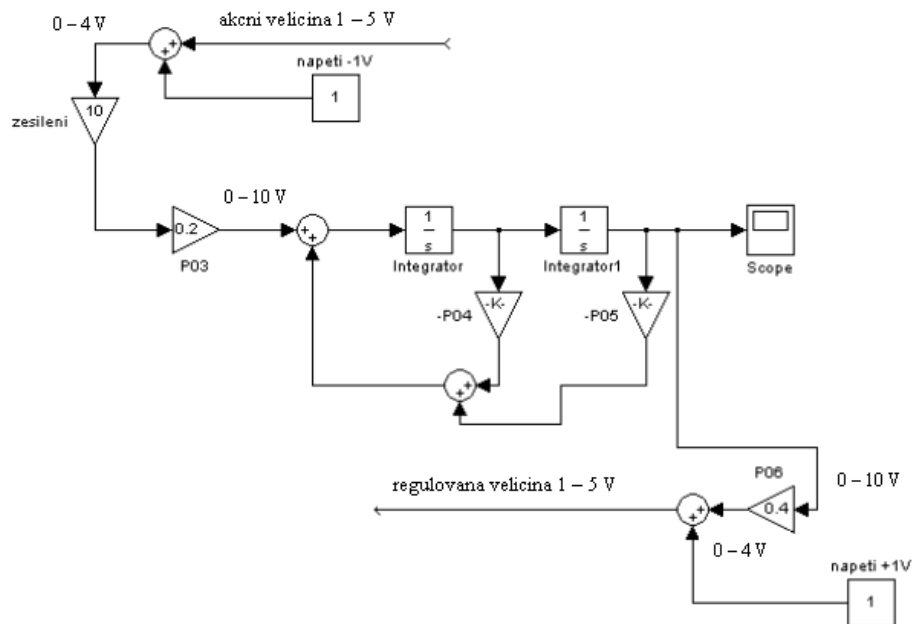 0 – 4 V
akcni velicina 1 – 5 V
+
+
napeti -1V
1
10
zesileni
0 – 10 V
0.2
P03
+
+
1
s
Integrator
1
s
Integrator1
Scope
-K-
-P04
-K-
-P05
+
+
P06
0 – 10 V
regulovana velicina 1 – 5 V
+
+
0.4
0 – 4 V
napeti +1V
1